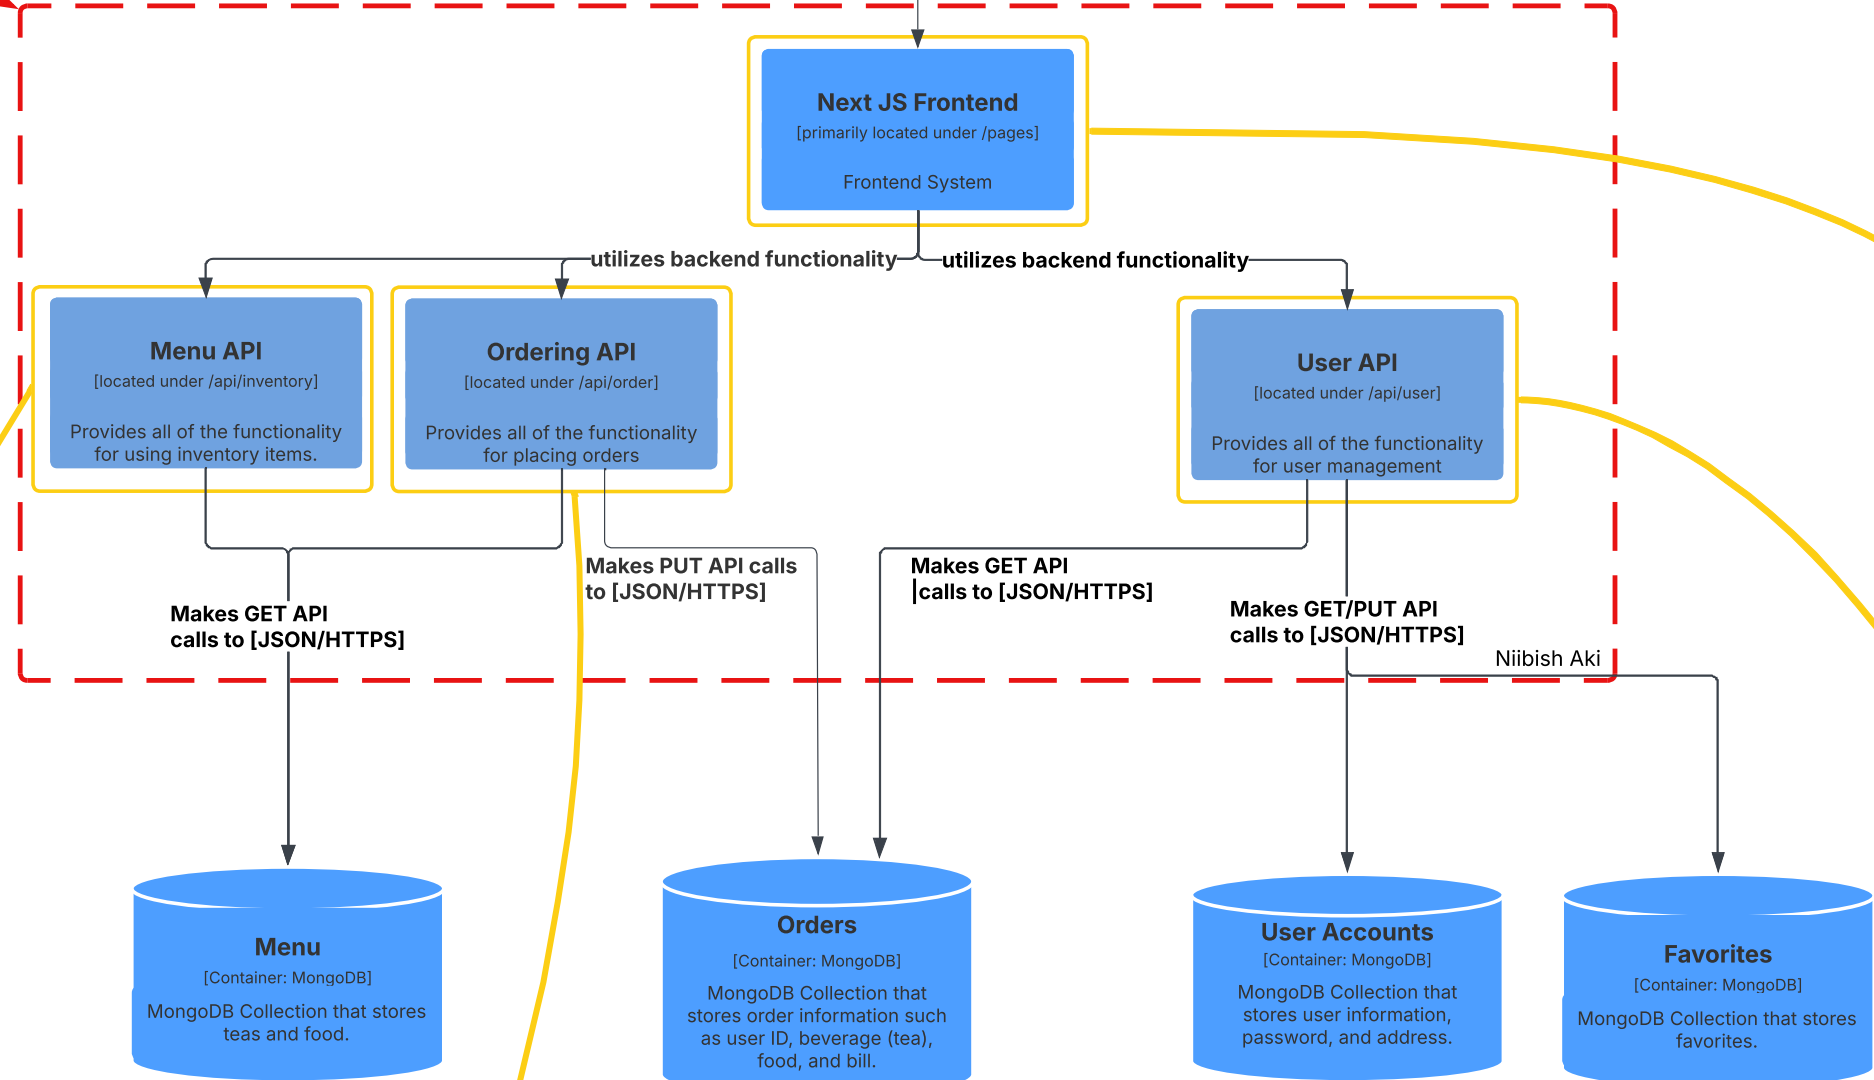 Next JS Frontend
[primarily located under /pages]
Frontend System
utilizes backend functionality
utilizes backend functionality
Menu API
[located under /api/inventory]
Provides all of the functionality
for using inventory items.
Ordering API
[located under /api/order]
Provides all of the functionality
for placing orders
User API
[located under /api/user]
Provides all of the functionality
for user management
Makes GET API
calls to [JSON/HTTPS]
Makes PUT API calls
to [JSON/HTTPS]
Makes GET API
calls to [JSON/HTTPS]
Makes GET/PUT API
calls to [JSON/HTTPS]
Niibish Aki
Menu
[Container: MongoDB]
MongoDB Collection that stores
teas and food.
Orders
[Container: MongoDB]
MongoDB Collection that
stores order information such
as user ID, beverage (tea),
food, and bill.
User Accounts
[Container: MongoDB]
MongoDB Collection that
stores user information,
password, and address.
Favorites
[Container: MongoDB]
MongoDB Collection that stores
favorites.